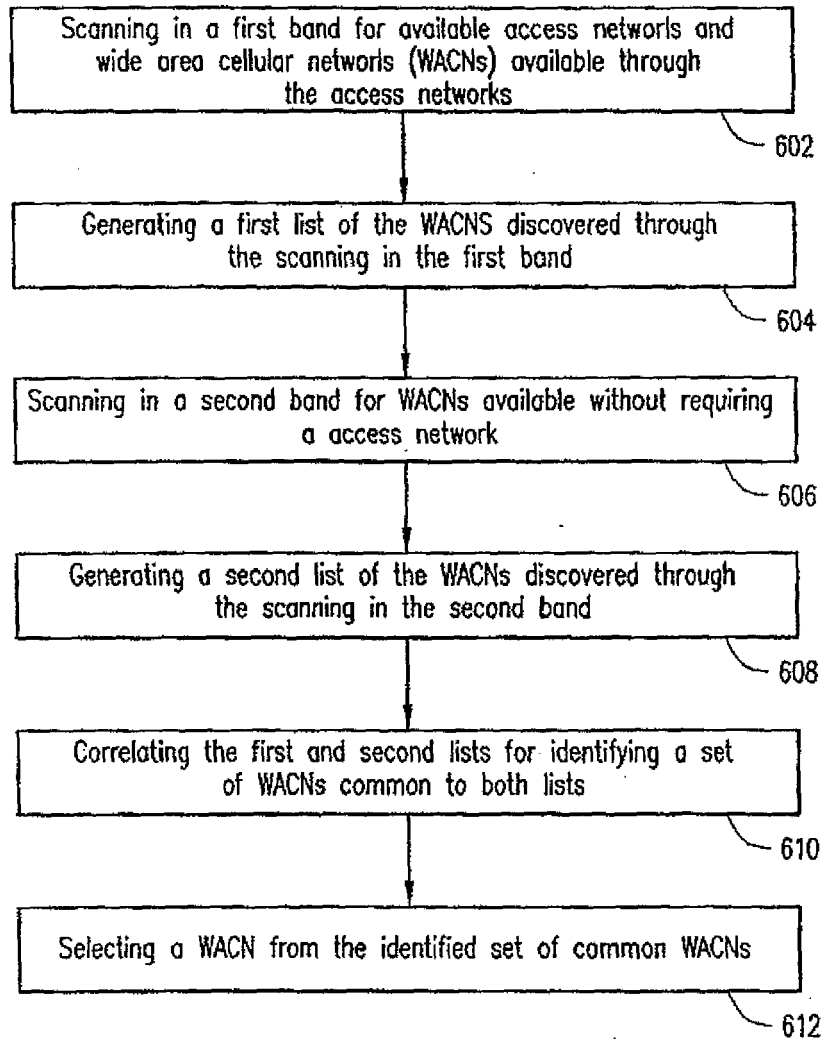 Scanning in a first band for available access networls and
wide area cellular networls (WACNs) available through
the access networks
602
Generating a first list of the WACNS discovered through
the scanning in the first band
604
Scanning in a second band for WACNs available without requiring
a access network
606
Generating a second list of the WACNs discovered through
the scanning in the second band
608
Correlating the first and second lists for identifying a set
of WACNs common to both lists
610
Selecting a WACN from the identified set of common WACNs
612